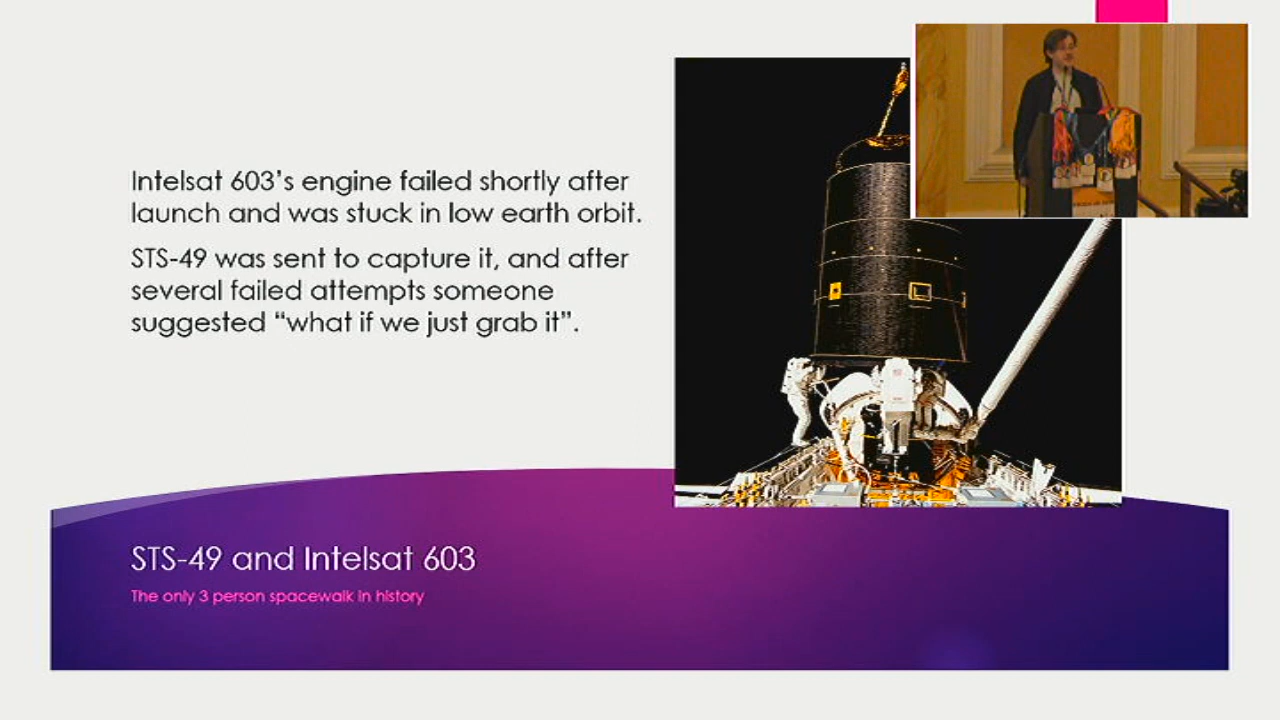 Intelsat 603’s engine failed shortly after
launch and was stuck in low earth orbit.
STS-49 was sent to capture it, and after
several failed attempts someone
suggested “what if we just grab it”.
STS-49 and Intelsat 603
The only 3 person spacewalk in history